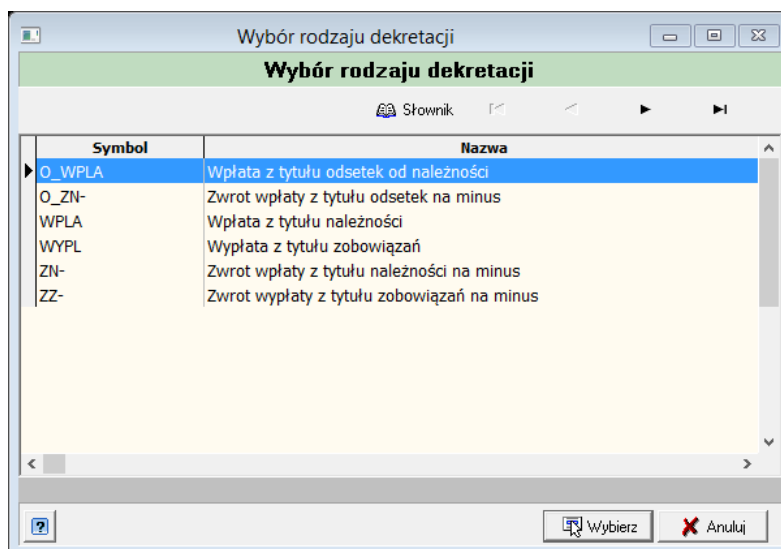 Wybór rodzaju dekretacji
Wybór rodzaju dekretacji
Słownik
Symbol Nazwa
O_WPLA Wpłata z tytułu odsetek od należności
O_ZN- Zwrot wpłaty z tytułu odsetek na minus
WPLA Wpłata z tytułu należności
WYPL Wypłata z tytułu zobowiązań
ZN- Zwrot wpłaty z tytułu należności na minus
ZZ- Zwrot wypłaty z tytułu zobowiązań na minus
? Wybierz Anuluj